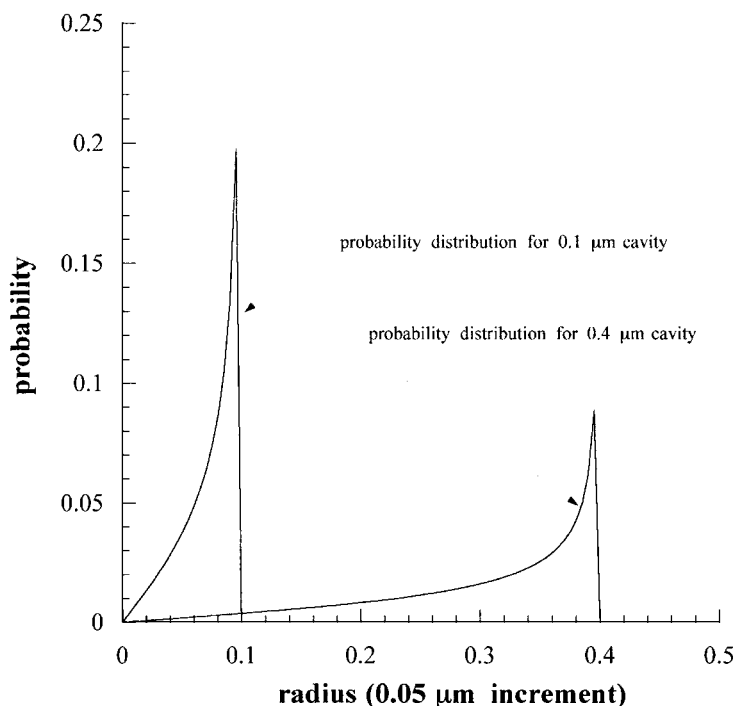 0.25
0.2
0.15
0.1
0.05
0
probability
probability distribution for 0.1 μm cavity
probability distribution for 0.4 μm cavity
0 0.1 0.2 0.3 0.4 0.5
radius (0.05 μm increment)